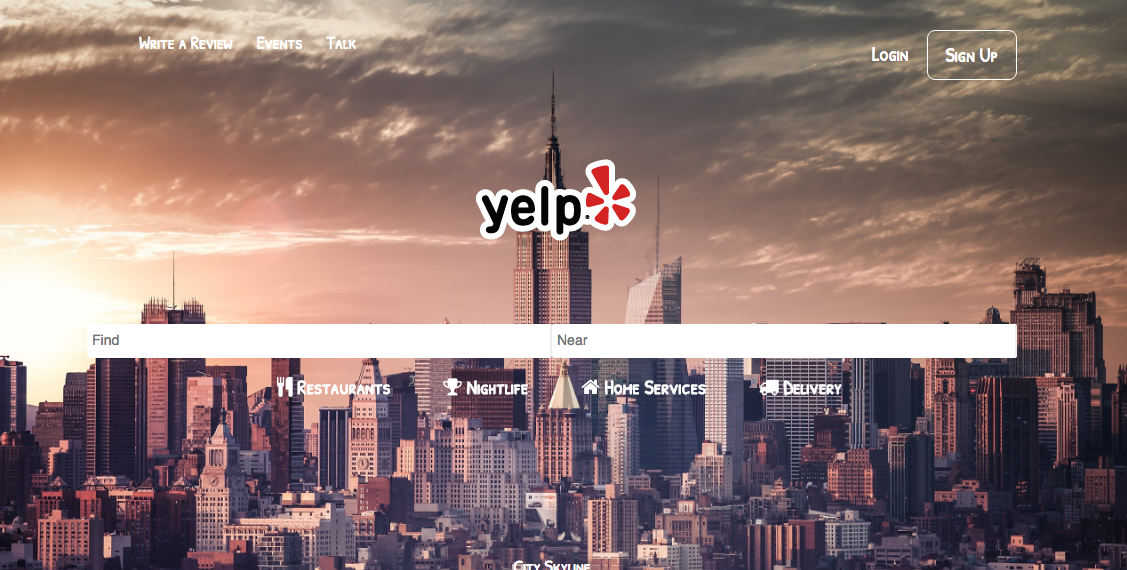 Write a Review Events Talk
Login Sign Up
yelp
Find Near
Restaurants Nightlife Home Services Delivery
City Skyline